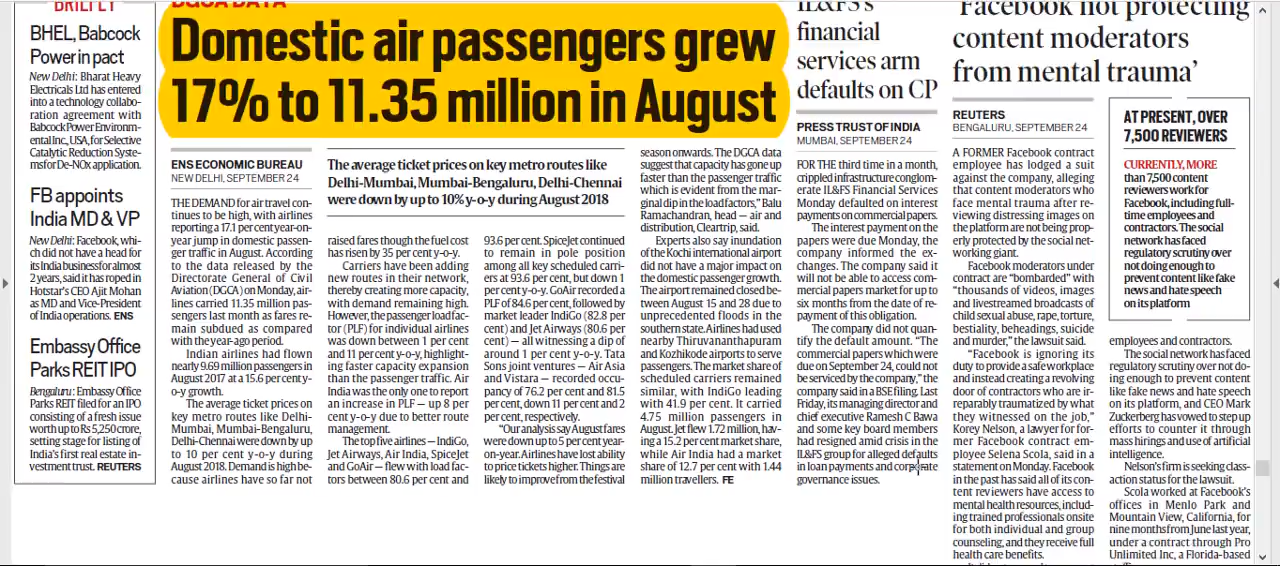 BRIEFLY
BHEL, Babcock
Power in pact
New Delhi: Bharat Heavy
Electricals Ltd has entered
into a technology collabo-
ration agreement with
Babcock Power Environm-
ental Inc., USA, for Selective
Catalytic Reduction Syste-
ms for De-NOx application.
FB appoints
India MD & VP
New Delhi: Facebook, whi-
ch did not have a head for
its India business for almost
2 years, said it has roped in
Hotstar's CEO Ajit Mohan
as MD and Vice-President
of India operations. ENS
Embassy Office
Parks REIT IPO
Bengaluru: Embassy Office
Parks REIT filed for an IPO
consisting of a fresh issue
worth up to Rs 5,250 crore,
setting stage for listing of
India's first real estate in-
vestment trust. REUTERS
DGCA DATA
Domestic air passengers grew
17% to 11.35 million in August
ENS ECONOMIC BUREAU
NEW DELHI, SEPTEMBER 24
THE DEMAND for air travel con-
tinues to be high, with airlines
reporting a 17.1 per cent year-on-
year jump in domestic passen-
ger traffic in August. According
to the data released by the
Directorate General of Civil
Aviation (DGCA) on Monday, air-
lines carried 11.35 million pas-
sengers last month as fares re-
main subdued as compared
with the year-ago period.
Indian airlines had flown
nearly 9.69 million passengers in
August 2017 at a 15.6 per cent y-
o-y growth.
The average ticket prices on
key metro routes like Delhi-
Mumbai, Mumbai-Bengaluru,
Delhi-Chennai were down by up
to 10 per cent y-o-y during
August 2018. Demand is high be-
cause airlines have so far not
The average ticket prices on key metro routes like
Delhi-Mumbai, Mumbai-Bengaluru, Delhi-Chennai
were down by up to 10% y-o-y during August 2018
raised fares though the fuel cost
has risen by 35 per cent y-o-y.
Carriers have been adding
new routes in their network,
thereby creating more capacity,
with demand remaining high.
However, the passenger load fac-
tor (PLF) for individual airlines
was down between 1 per cent
and 11 per cent y-o-y, highlight-
ing faster capacity expansion
than the passenger traffic. Air
India was the only one to report
an increase in PLF — up 8 per
cent y-o-y due to better route
management.
The top five airlines — IndiGo,
Jet Airways, Air India, SpiceJet
and GoAir — flew with load fac-
tors between 80.6 per cent and
93.6 per cent. SpiceJet continued
to remain in pole position
among all key scheduled carri-
ers at 93.6 per cent, but down 1
per cent y-o-y. GoAir recorded a
PLF of 84.6 per cent, followed by
market leader IndiGo (82.8 per
cent) and Jet Airways (80.6 per
cent) — all witnessing a dip of
around 1 per cent y-o-y. Tata
Sons joint ventures — Air Asia
and Vistara — recorded occu-
pancy of 76.2 per cent and 81.5
per cent, down 11 per cent and 2
per cent, respectively.
"Our analysis say August fares
were down up to 5 per cent year-
on-year. Airlines have lost ability
to price tickets higher. Things are
likely to improve from the festival
season onwards. The DGCA data
suggest that capacity has gone up
faster than the passenger traffic
which is evident from the mar-
ginal dip in the load factors," Balu
Ramachandran, head — air and
distribution, Cleartrip, said.
Experts also say inundation
of the Kochi international airport
did not have a major impact on
the domestic passenger growth.
The airport remained closed be-
tween August 15 and 28 due to
unprecedented floods in the
southern state. Airlines had used
nearby Thiruvananthapuram
and Kozhikode airports to serve
passengers. The market share of
scheduled carriers remained
similar, with IndiGo leading
with 41.9 per cent. It carried
4.75 million passengers in
August. Jet flew 1.72 million, hav-
ing a 15.2 per cent market share,
while Air India had a market
share of 12.7 per cent with 1.44
million travellers. FE
IL&FS's
financial
services arm
defaults on CP
PRESS TRUST OF INDIA
MUMBAI, SEPTEMBER 24
FOR THE third time in a month,
crippled infrastructure conglom-
erate IL&FS Financial Services
Monday defaulted on interest
payments on commercial papers.
The interest payment on the
papers were due Monday, the
company informed the ex-
changes. The company said it
will not be able to access com-
mercial papers market for up to
six months from the date of re-
payment of this obligation.
The company did not quan-
tify the default amount. "The
commercial papers which were
due on September 24, could not
be serviced by the company," the
company said in a BSE filing. Last
Friday, its managing director and
chief executive Ramesh C Bawa
and some key board members
had resigned amid crisis in the
IL&FS group for alleged defaults
in loan payments and corporate
governance issues.
'Facebook not protecting
content moderators
from mental trauma'
REUTERS
BENGALURU, SEPTEMBER 24
A FORMER Facebook contract
employee has lodged a suit
against the company, alleging
that content moderators who
face mental trauma after re-
viewing distressing images on
the platform are not being prop-
erly protected by the social net-
working giant.
Facebook moderators under
contract are "bombarded" with
"thousands of videos, images
and livestreamed broadcasts of
child sexual abuse, rape, torture,
bestiality, beheadings, suicide
and murder," the lawsuit said.
"Facebook is ignoring its
duty to provide a safe workplace
and instead creating a revolving
door of contractors who are ir-
reparably traumatized by what
they witnessed on the job,"
Korey Nelson, a lawyer for for-
mer Facebook contract em-
ployee Selena Scola, said in a
statement on Monday. Facebook
in the past has said all of its con-
tent reviewers have access to
mental health resources, includ-
ing trained professionals onsite
for both individual and group
counseling, and they receive full
health care benefits.
AT PRESENT, OVER
7,500 REVIEWERS
CURRENTLY, MORE
than 7,500 content
reviewers work for
Facebook, including full-
time employees and
contractors. The social
network has faced
regulatory scrutiny over
not doing enough to
prevent content like fake
news and hate speech
on its platform
employees and contractors.
The social network has faced
regulatory scrutiny over not do-
ing enough to prevent content
like fake news and hate speech
on its platform, and CEO Mark
Zuckerberg has vowed to step up
efforts to counter it through
mass hirings and use of artificial
intelligence.
Nelson's firm is seeking class-
action status for the lawsuit.
Scola worked at Facebook's
offices in Menlo Park and
Mountain View, California, for
nine months from June last year,
under a contract through Pro
Unlimited Inc, a Florida-based